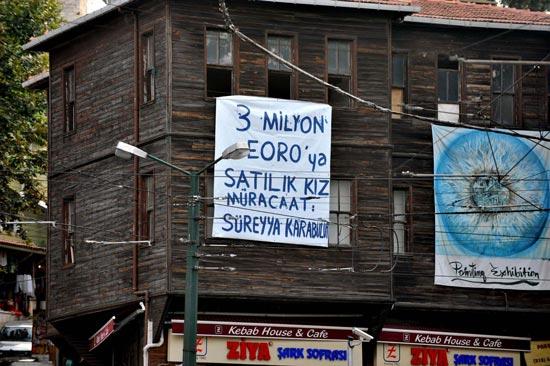 3 MİLYON
EORO'ya
SATILIK KIZ
MÜRACAAT:
SÜREYYA KARABULUT
Painting Exhibition
Kebab House & Cafe
ZİYA ŞARK SOFRASI
Kebab House & Cafe
ZİYA ŞARK SOFRASI